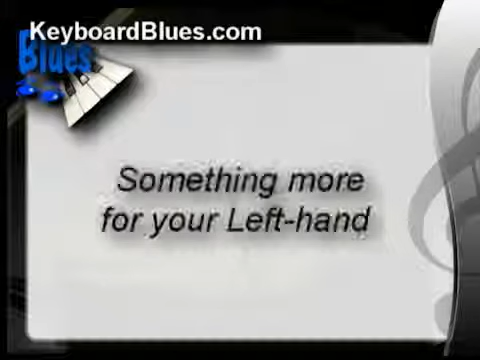 KeyboardBlues.com
Blues
Something more
for your Left-hand